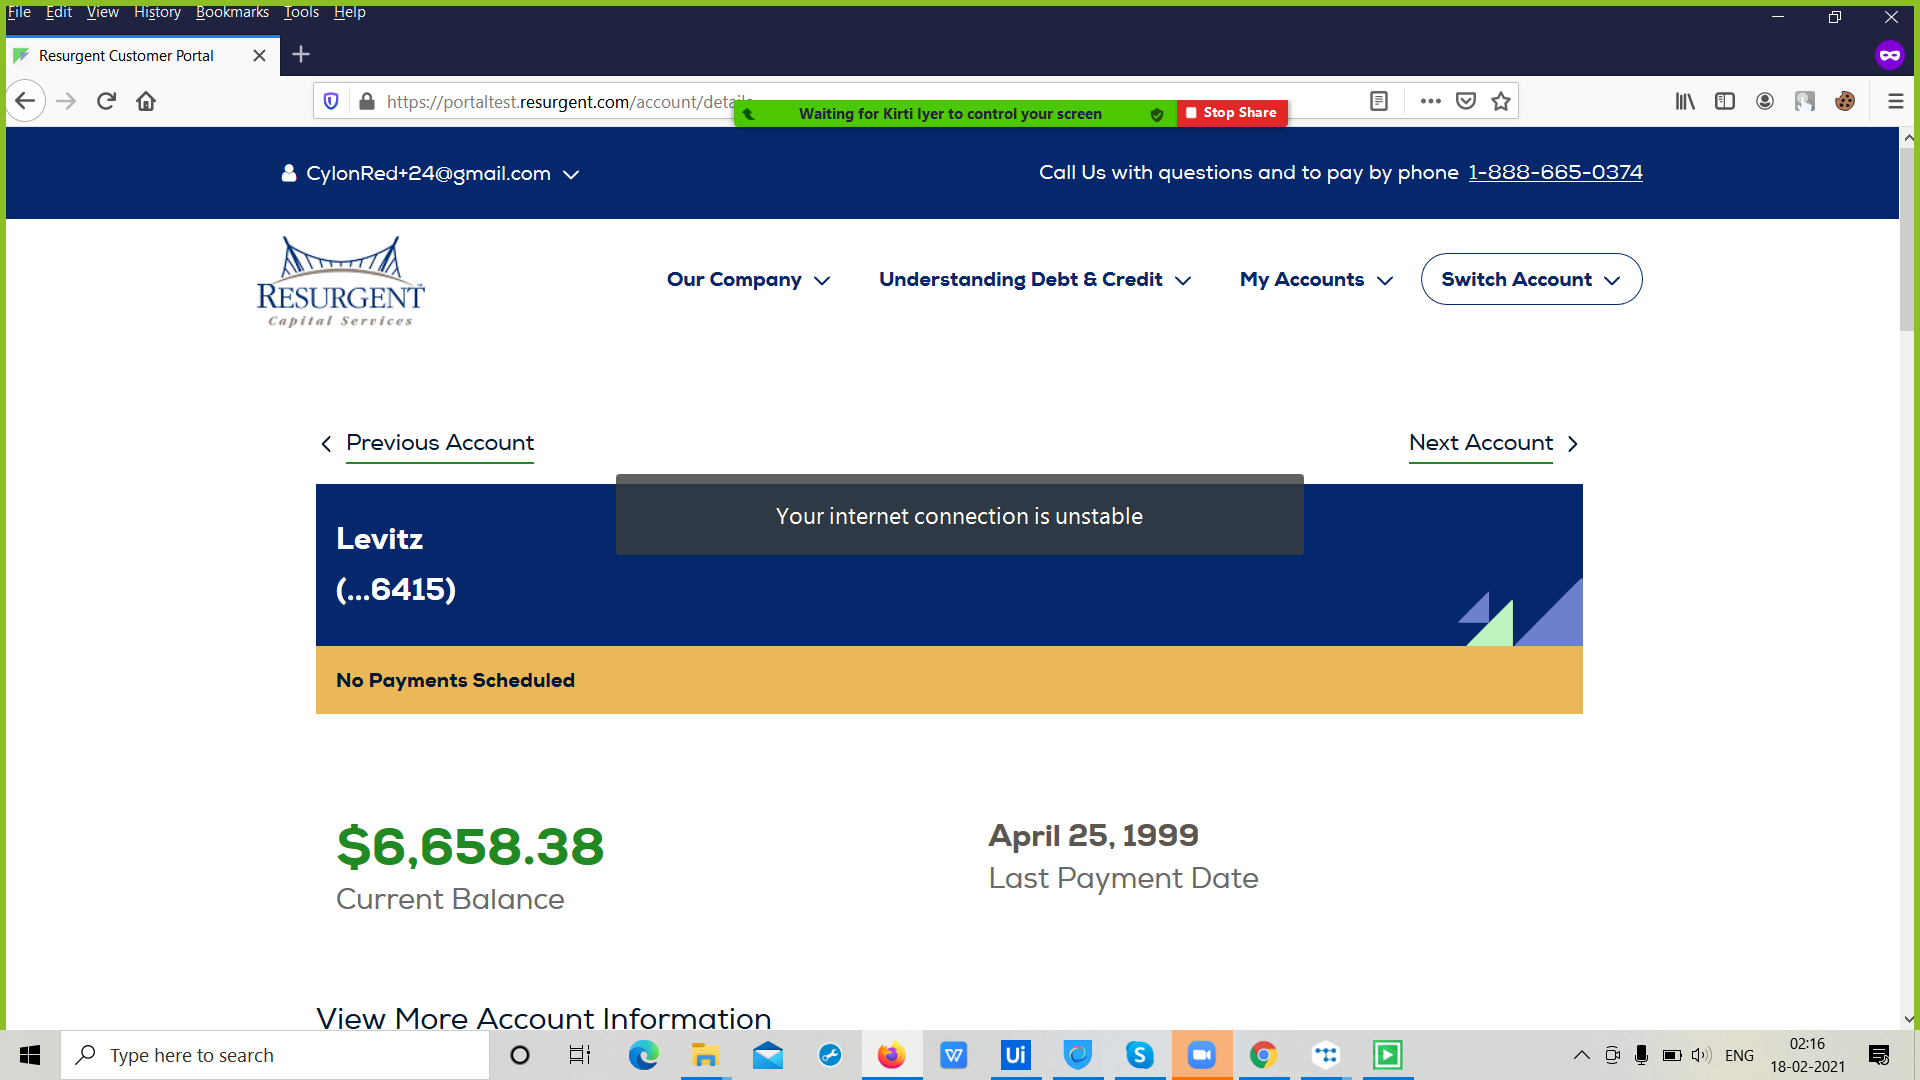 File Edit View History Bookmarks Tools Help
Resurgent Customer Portal
https://portaltest.resurgent.com/account/details
Waiting for Kirti Iyer to control your screen
Stop Share
CylonRed+24@gmail.com
Call Us with questions and to pay by phone 1-888-665-0374
RESURGENT
Capital Services
Our Company
Understanding Debt & Credit
My Accounts
Switch Account
Previous Account
Next Account
Your internet connection is unstable
Levitz
(...6415)
No Payments Scheduled
$6,658.38
Current Balance
April 25, 1999
Last Payment Date
View More Account Information
Type here to search
W
Ui
S
ENG
02:16
18-02-2021